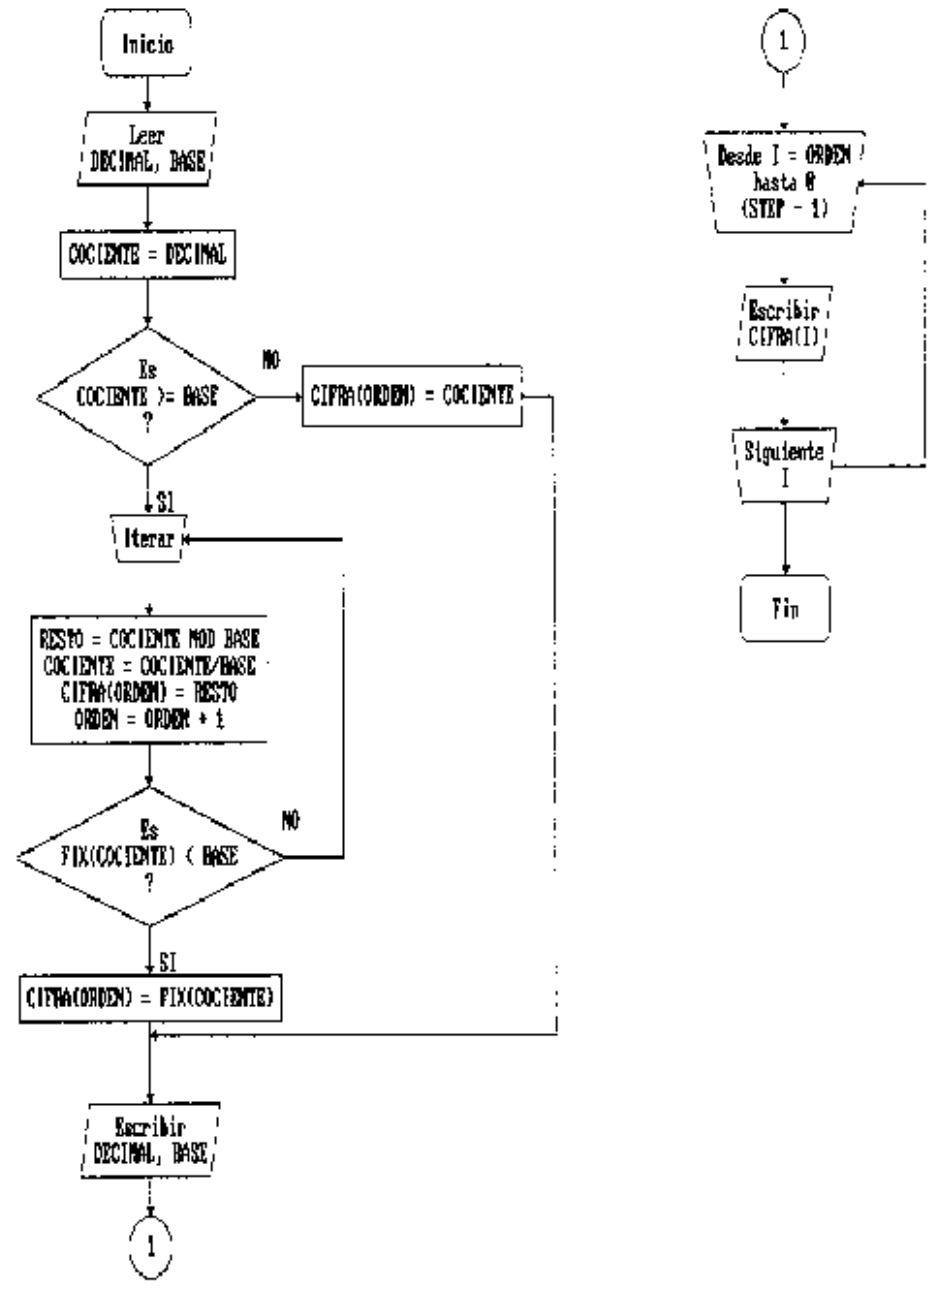 Inicio
Leer
DECIMAL, BASE
COCIENTE = DECIMAL
Es
COCIENTE >= BASE
?
NO
CIFRA(ORDEN) = COCIENTE
SI
Iterar
RESTO = COCIENTE MOD BASE
COCIENTE = COCIENTE/BASE
CIFRA(ORDEN) = RESTO
ORDEN = ORDEN + 1
Es
FIX(COCIENTE) < BASE
?
NO
SI
CIFRA(ORDEN) = FIX(COCIENTE)
Escribir
DECIMAL, BASE
1
1
Desde I = ORDEN
hasta 0
(STEP - 1)
Escribir
CIFRA(I)
Siguiente
I
Fin